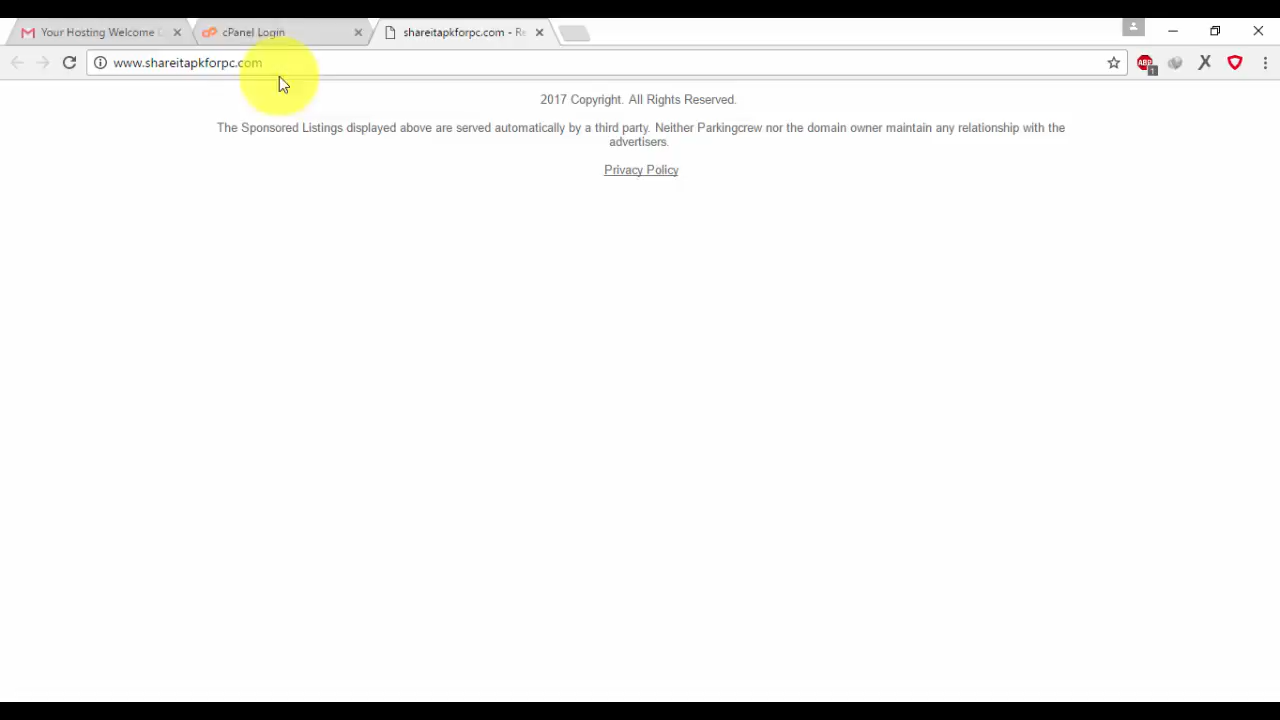 Your Hosting Welcome
cPanel Login
shareitapkforpc.com - Re
www.shareitapkforpc.com
ABP
1
2017 Copyright. All Rights Reserved.
The Sponsored Listings displayed above are served automatically by a third party. Neither Parkingcrew nor the domain owner maintain any relationship with the
advertisers.
Privacy Policy